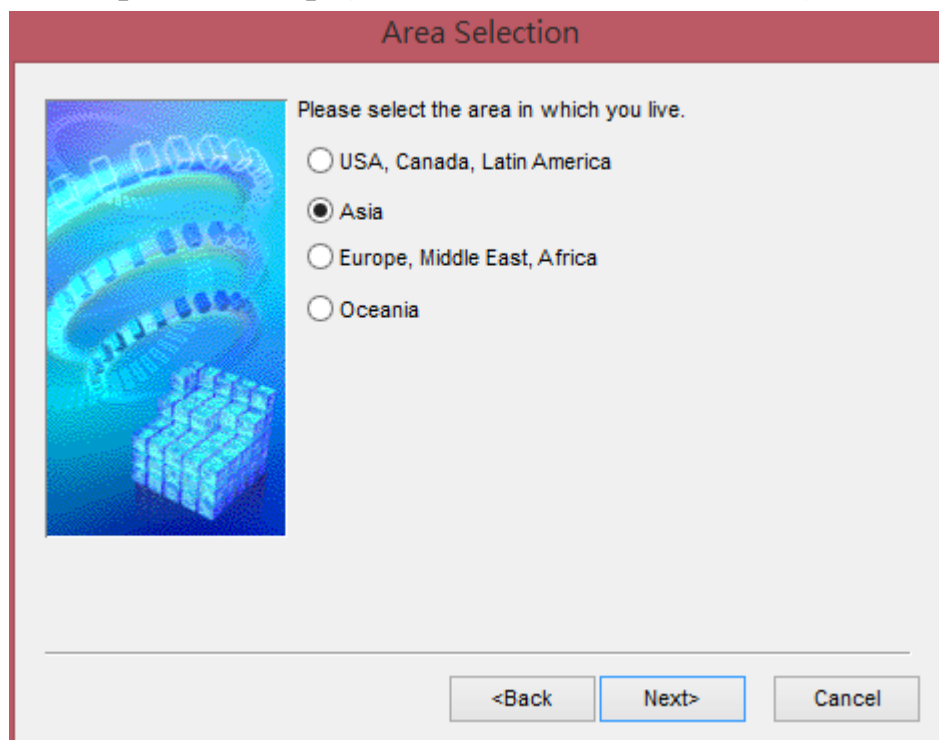 Area Selection
Please select the area in which you live.
USA, Canada, Latin America
Asia
Europe, Middle East, Africa
Oceania
<Back Next> Cancel